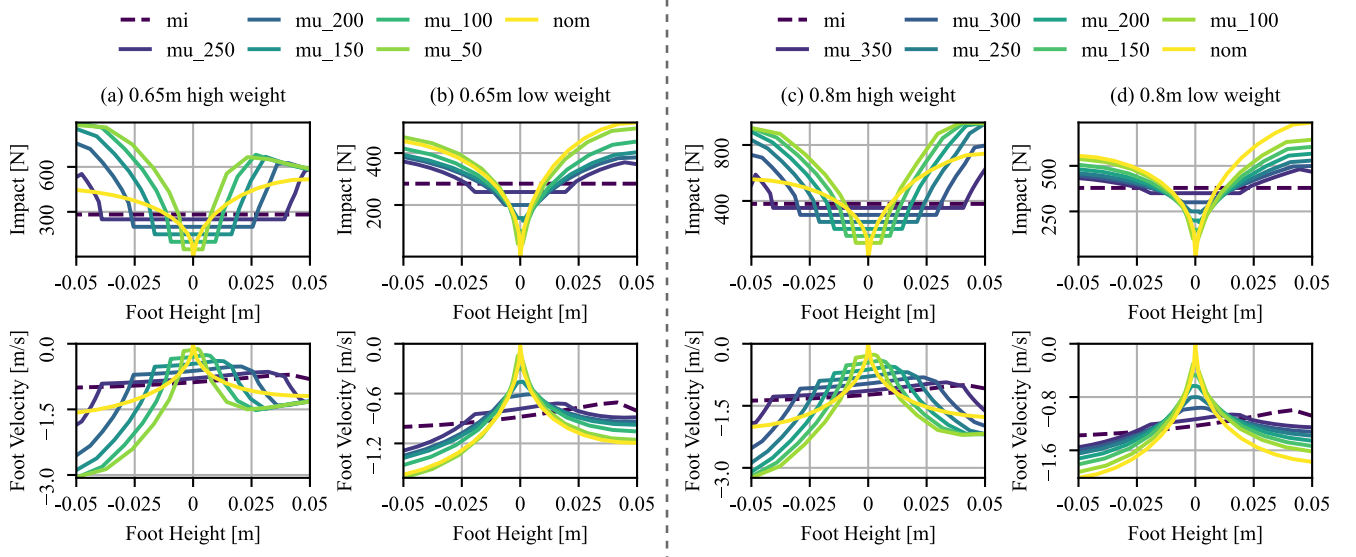 mi mu_200 mu_100 nom
mu_250 mu_150 mu_50
mi mu_300 mu_200 mu_100
mu_350 mu_250 mu_150 nom
(a) 0.65m high weight
Impact [N]
600
300
-0.05 -0.025 0 0.025 0.05
Foot Height [m]
(b) 0.65m low weight
Impact [N]
400
200
-0.05 -0.025 0 0.025 0.05
Foot Height [m]
(c) 0.8m high weight
Impact [N]
800
400
-0.05 -0.025 0 0.025 0.05
Foot Height [m]
(d) 0.8m low weight
Impact [N]
500
250
-0.05 -0.025 0 0.025 0.05
Foot Height [m]
Foot Velocity [m/s]
0.0
−1.5
−3.0
-0.05 -0.025 0 0.025 0.05
Foot Height [m]
Foot Velocity [m/s]
0.0
−0.6
−1.2
-0.05 -0.025 0 0.025 0.05
Foot Height [m]
Foot Velocity [m/s]
0.0
−1.5
−3.0
-0.05 -0.025 0 0.025 0.05
Foot Height [m]
Foot Velocity [m/s]
0.0
−0.8
−1.6
-0.05 -0.025 0 0.025 0.05
Foot Height [m]